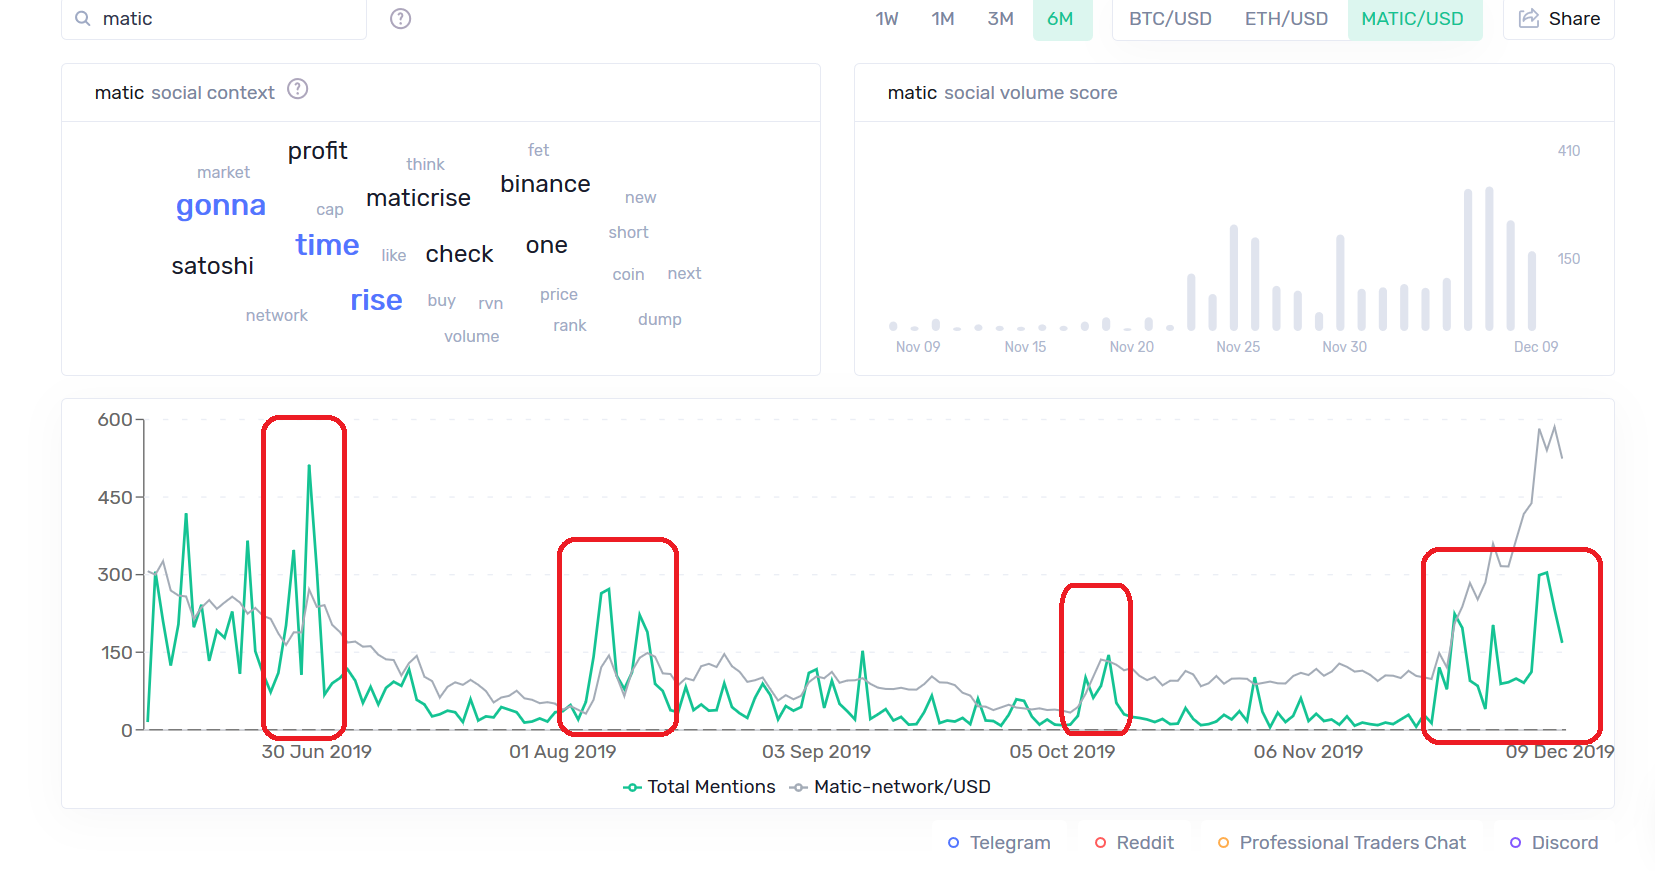 matic
1W 1M 3M 6M BTC/USD ETH/USD MATIC/USD Share
matic social context
profit
think
fet
market
maticrise
binance
gonna
cap
new
time
like
check
one
short
satoshi
coin
next
rise
buy
rvn
price
network
volume
rank
dump
matic social volume score
410
150
Nov 09 Nov 15 Nov 20 Nov 25 Nov 30 Dec 09
600
450
300
150
0
30 Jun 2019 01 Aug 2019 03 Sep 2019 05 Oct 2019 06 Nov 2019 09 Dec 2019
Total Mentions Matic-network/USD
Telegram Reddit Professional Traders Chat Discord